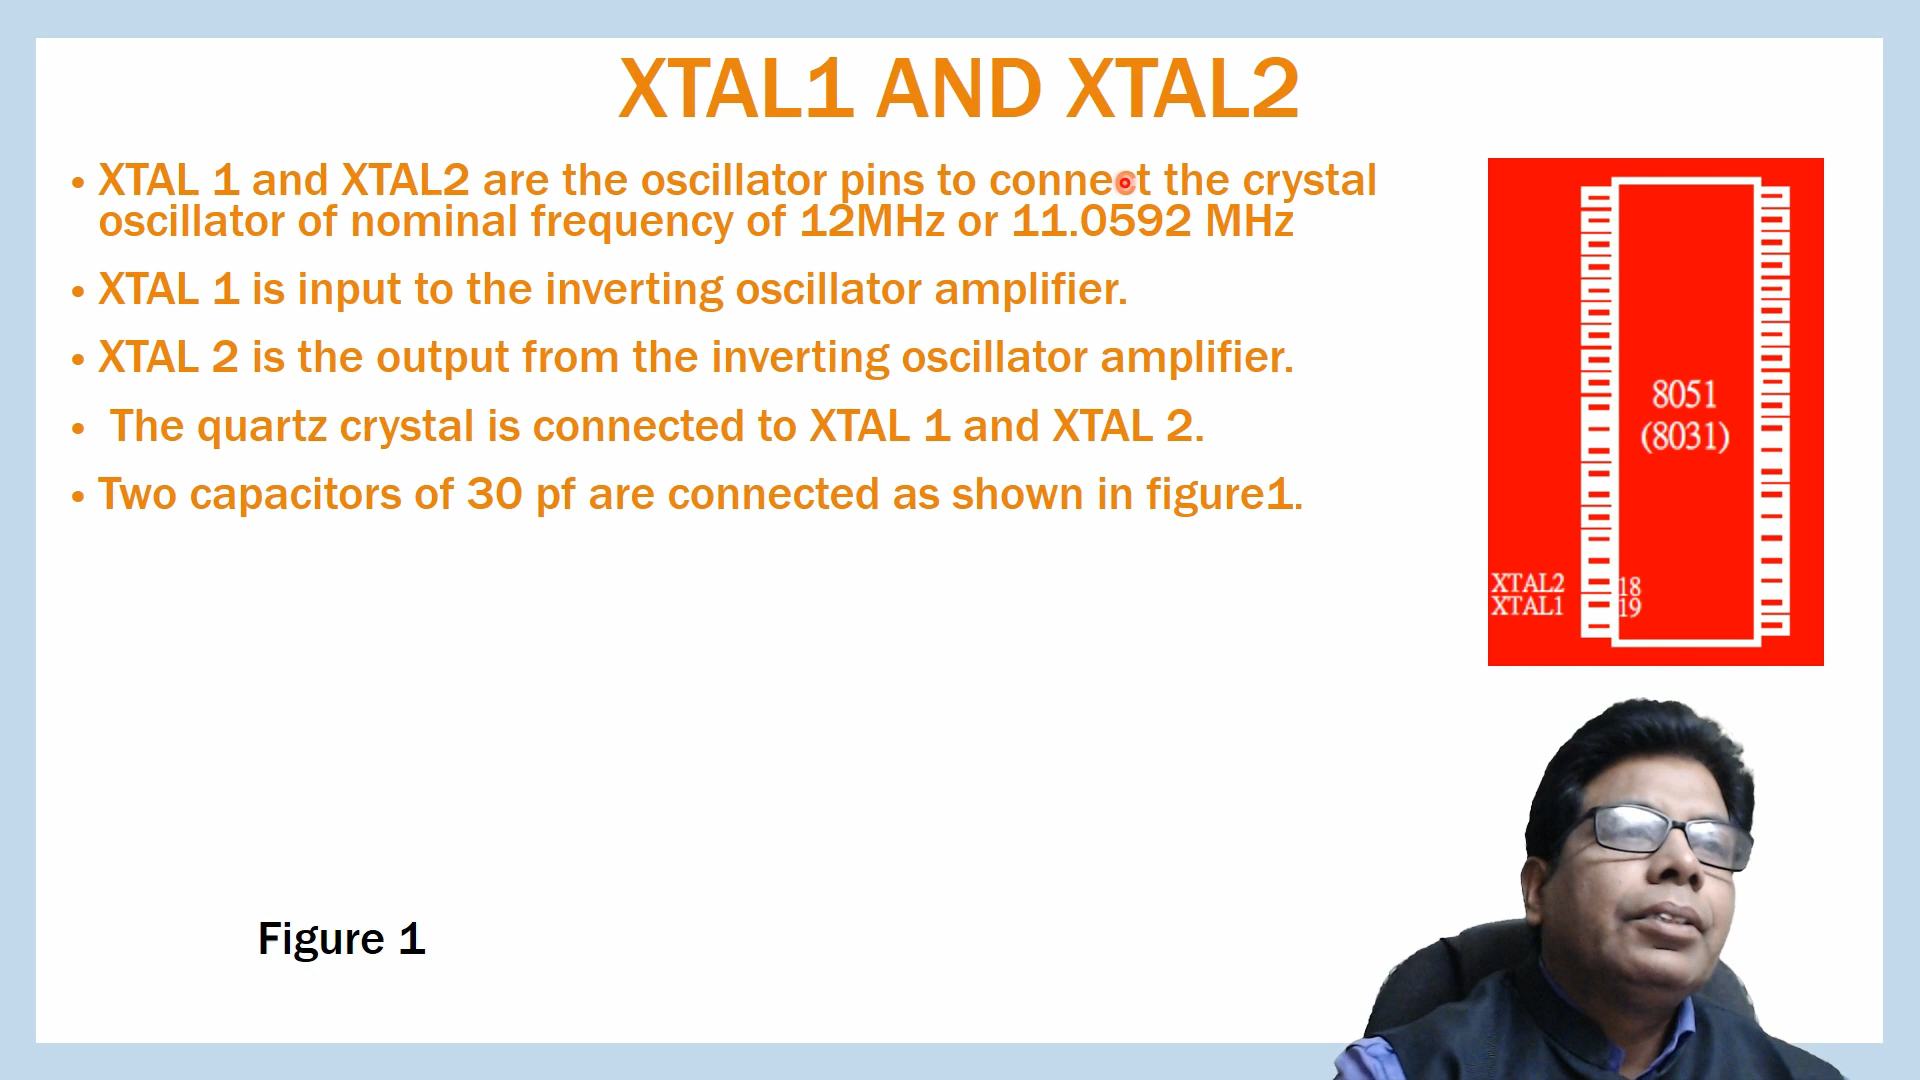 XTAL1 AND XTAL2
• XTAL 1 and XTAL2 are the oscillator pins to connect the crystal
oscillator of nominal frequency of 12MHz or 11.0592 MHz
• XTAL 1 is input to the inverting oscillator amplifier.
• XTAL 2 is the output from the inverting oscillator amplifier.
• The quartz crystal is connected to XTAL 1 and XTAL 2.
• Two capacitors of 30 pf are connected as shown in figure1.
8051
(8031)
XTAL2 18
XTAL1 19
Figure 1